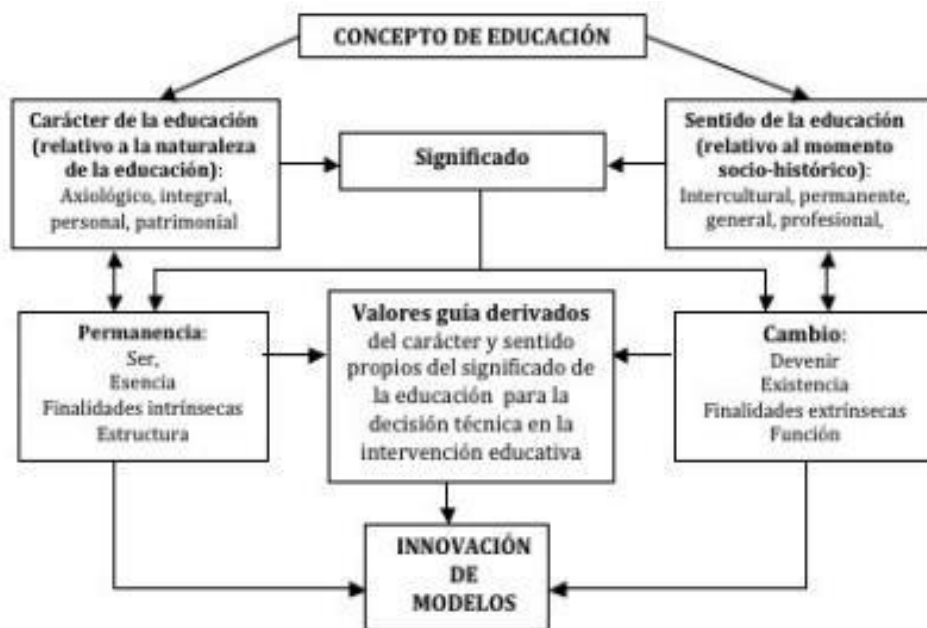 CONCEPTO DE EDUCACIÓN
Carácter de la educación
(relativo a la naturaleza
de la educación):
Axiológico, integral,
personal, patrimonial
Significado
Sentido de la educación
(relativo al momento
socio-histórico):
Intercultural, permanente,
general, profesional,
Permanencia:
Ser,
Esencia
Finalidades intrínsecas
Estructura
Valores guía derivados
del carácter y sentido
propios del significado de
la educación para la
decisión técnica en la
intervención educativa
Cambio:
Devenir
Existencia
Finalidades extrínsecas
Función
INNOVACIÓN
DE
MODELOS